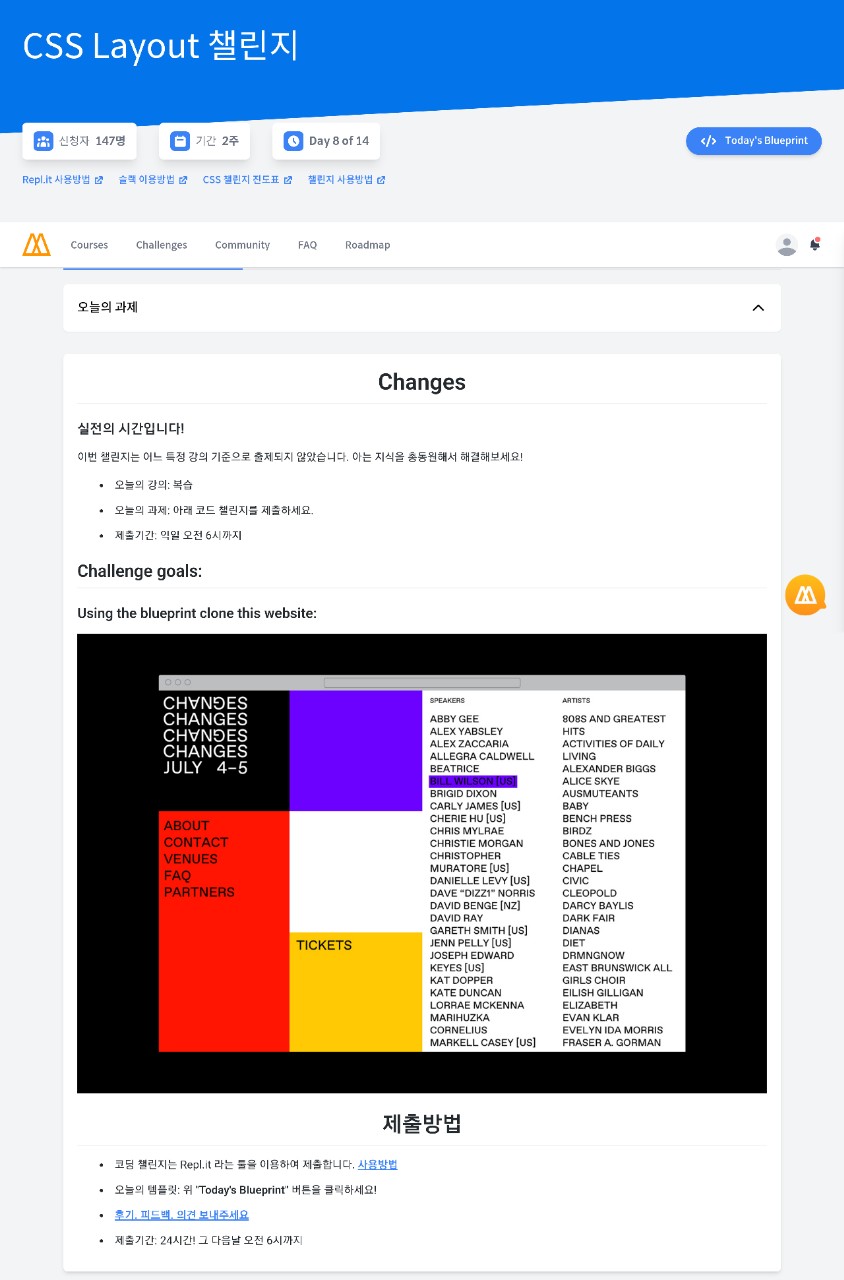 CSS Layout 챌린지
신청자 147명
기간 2주
Day 8 of 14
Today's Blueprint
Repl.it 사용방법
슬랙 이용방법
CSS 챌린지 진도표
챌린지 사용방법
Courses
Challenges
Community
FAQ
Roadmap
오늘의 과제
Changes
실전의 시간입니다!
이번 챌린지는 어느 특정 강의 기준으로 출제되지 않았습니다. 아는 지식을 총동원해서 해결해보세요!
오늘의 강의: 복습
오늘의 과제: 아래 코드 챌린지를 제출하세요.
제출기간: 익일 오전 6시까지
Challenge goals:
Using the blueprint clone this website:
CHANGES
CHANGES
CHANGES
CHANGES
JULY 4–5
ABOUT
CONTACT
VENUES
FAQ
PARTNERS
TICKETS
SPEAKERS
ABBY GEE
ALEX YABSLEY
ALEX ZACCARIA
ALLEGRA CALDWELL
BEATRICE
BILL WILSON [US]
BRIGID DIXON
CARLY JAMES [US]
CHERIE HU [US]
CHRIS MYLRAE
CHRISTIE MORGAN
CHRISTOPHER
MURATORE [US]
DANIELLE LEVY [US]
DAVE "DIZZ1" NORRIS
DAVID BENGE [NZ]
DAVID RAY
GARETH SMITH [US]
JENN PELLY [US]
JOSEPH EDWARD
KEYES [US]
KAT DOPPER
KATE DUNCAN
LORRAE MCKENNA
MARIHUZKA
CORNELIUS
MARKELL CASEY [US]
ARTISTS
808S AND GREATEST
HITS
ACTIVITIES OF DAILY
LIVING
ALEXANDER BIGGS
ALICE SKYE
AUSMUTEANTS
BABY
BENCH PRESS
BIRDZ
BONES AND JONES
CABLE TIES
CHAPEL
CIVIC
CLEOPOLD
DARCY BAYLIS
DARK FAIR
DIANAS
DIET
DRMNGNOW
EAST BRUNSWICK ALL
GIRLS CHOIR
EILISH GILLIGAN
ELIZABETH
EVAN KLAR
EVELYN IDA MORRIS
FRASER A. GORMAN
제출방법
코딩 챌린지는 Repl.it 라는 툴을 이용하여 제출합니다. 사용방법
오늘의 템플릿: 위 "Today's Blueprint" 버튼을 클릭하세요!
후기, 피드백, 의견 보내주세요
제출기간: 24시간! 그 다음날 오전 6시까지